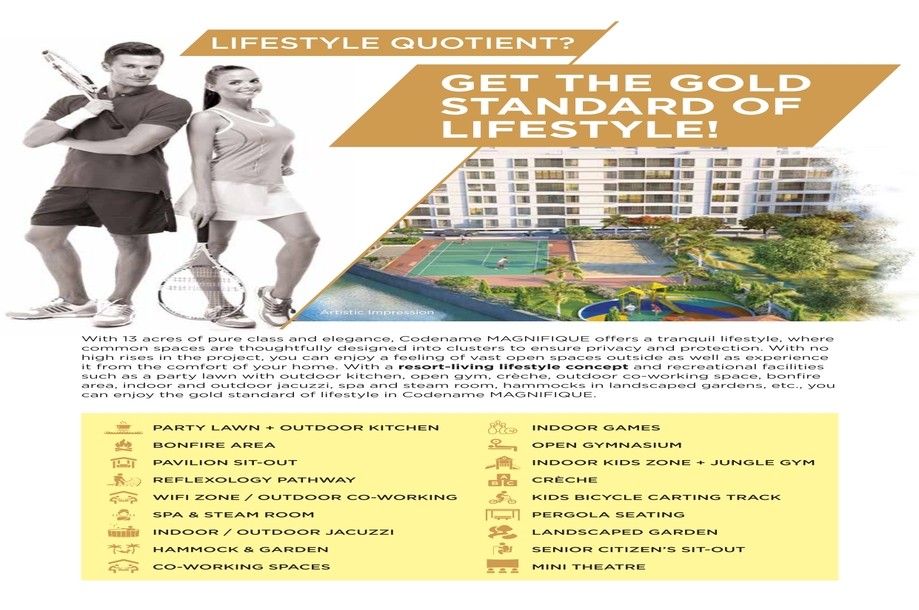 LIFESTYLE QUOTIENT?
GET THE GOLD
STANDARD OF
LIFESTYLE!
Artistic Impression
With 13 acres of pure class and elegance, Codename MAGNIFIQUE offers a tranquil lifestyle, where
common spaces are thoughtfully designed into clusters to ensure privacy and protection. With no
high rises in the project, you can enjoy a feeling of vast open spaces outside as well as experience
it from the comfort of your home. With a resort-living lifestyle concept and recreational facilities
such as a party lawn with outdoor kitchen, open gym, crèche, outdoor co-working space, bonfire
area, indoor and outdoor jacuzzi, spa and steam room, hammocks in landscaped gardens, etc., you
can enjoy the gold standard of lifestyle in Codename MAGNIFIQUE.
PARTY LAWN + OUTDOOR KITCHEN
BONFIRE AREA
PAVILION SIT-OUT
REFLEXOLOGY PATHWAY
WIFI ZONE / OUTDOOR CO-WORKING
SPA & STEAM ROOM
INDOOR / OUTDOOR JACUZZI
HAMMOCK & GARDEN
CO-WORKING SPACES
INDOOR GAMES
OPEN GYMNASIUM
INDOOR KIDS ZONE + JUNGLE GYM
CRÈCHE
KIDS BICYCLE CARTING TRACK
PERGOLA SEATING
LANDSCAPED GARDEN
SENIOR CITIZEN'S SIT-OUT
MINI THEATRE